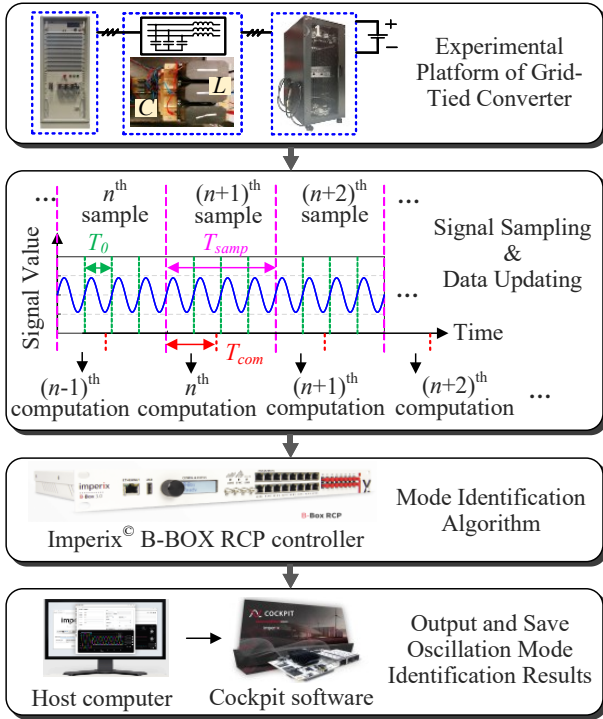 +
−
C
L
Experimental
Platform of Grid-
Tied Converter
... nth sample (n+1)th sample (n+2)th sample ...
T0
Tsamp
Signal Value
...
Time
Tcom
(n-1)th computation nth computation (n+1)th computation (n+2)th computation ...
Signal Sampling
&
Data Updating
imperix
B-Box RCP
Imperix© B-BOX RCP controller
Mode Identification
Algorithm
COCKPIT
imperix
Host computer
Cockpit software
Output and Save
Oscillation Mode
Identification Results